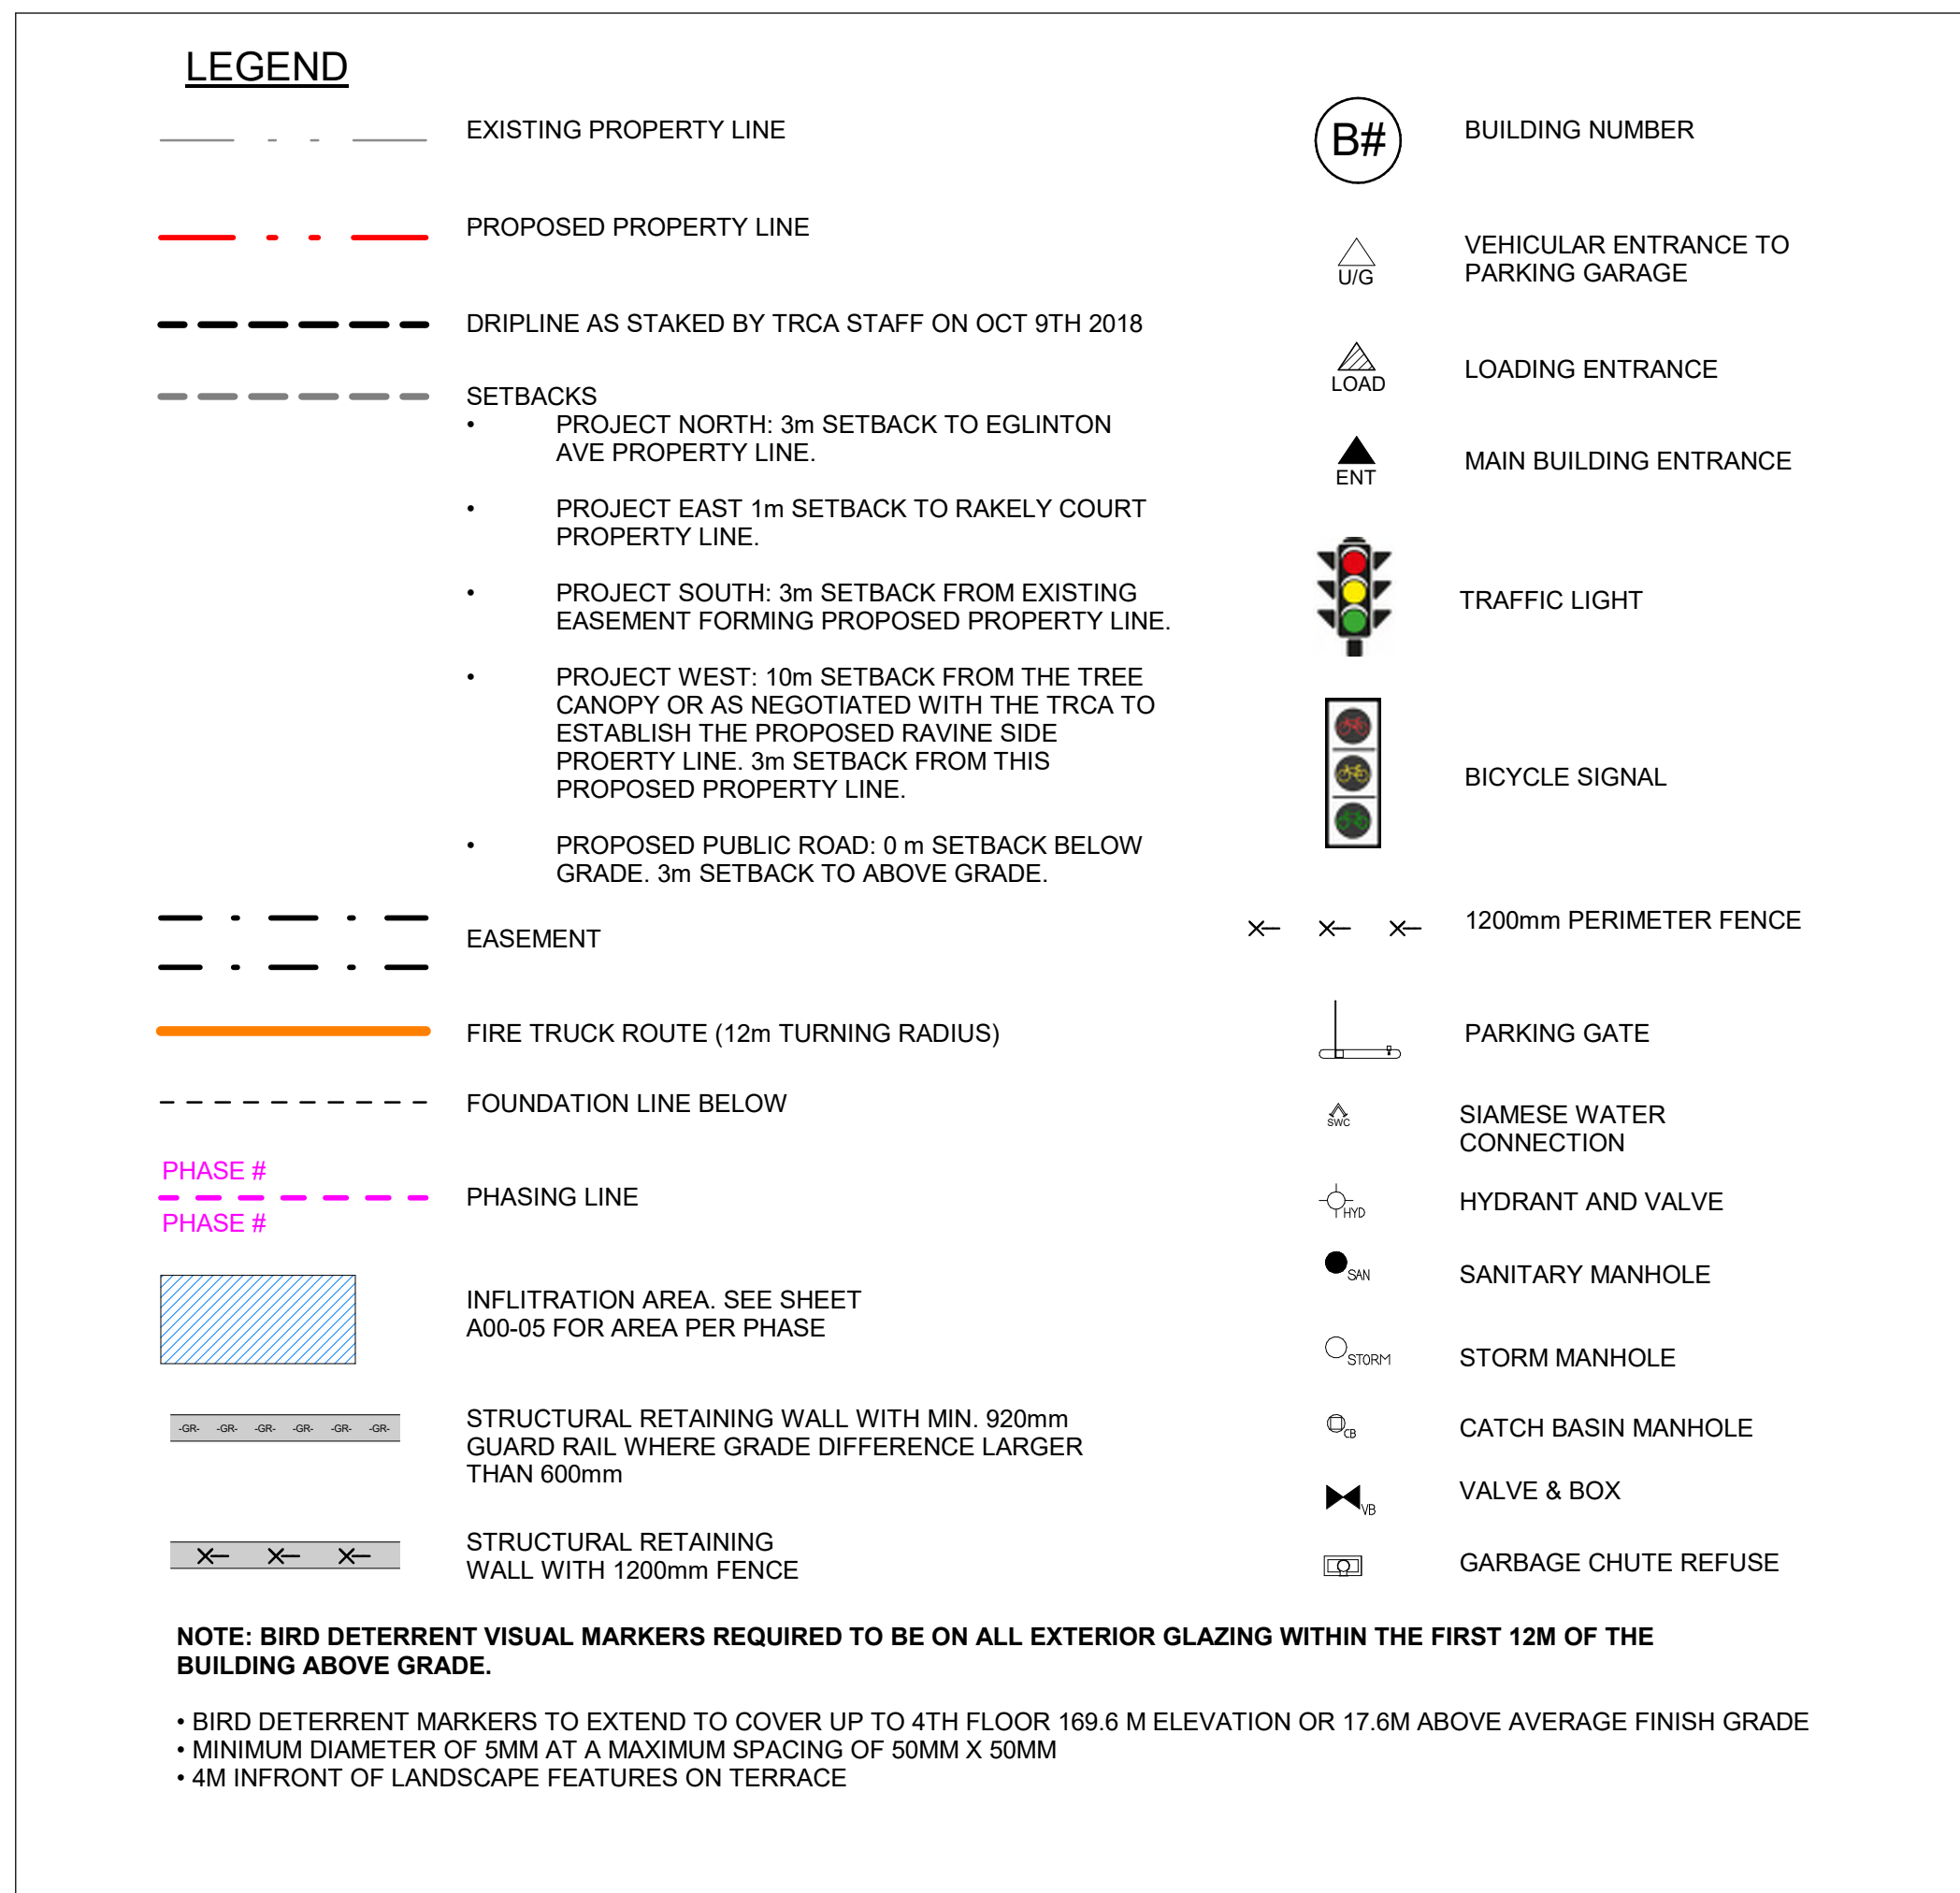 LEGEND
EXISTING PROPERTY LINE
PROPOSED PROPERTY LINE
DRIPLINE AS STAKED BY TRCA STAFF ON OCT 9TH 2018
SETBACKS
• PROJECT NORTH: 3m SETBACK TO EGLINTON
AVE PROPERTY LINE.
• PROJECT EAST 1m SETBACK TO RAKELY COURT
PROPERTY LINE.
• PROJECT SOUTH: 3m SETBACK FROM EXISTING
EASEMENT FORMING PROPOSED PROPERTY LINE.
• PROJECT WEST: 10m SETBACK FROM THE TREE
CANOPY OR AS NEGOTIATED WITH THE TRCA TO
ESTABLISH THE PROPOSED RAVINE SIDE
PROERTY LINE. 3m SETBACK FROM THIS
PROPOSED PROPERTY LINE.
• PROPOSED PUBLIC ROAD: 0 m SETBACK BELOW
GRADE. 3m SETBACK TO ABOVE GRADE.
EASEMENT
FIRE TRUCK ROUTE (12m TURNING RADIUS)
FOUNDATION LINE BELOW
PHASE #
PHASING LINE
PHASE #
INFLITRATION AREA. SEE SHEET
A00-05 FOR AREA PER PHASE
-GR- -GR- -GR- -GR- -GR- -GR-
STRUCTURAL RETAINING WALL WITH MIN. 920mm
GUARD RAIL WHERE GRADE DIFFERENCE LARGER
THAN 600mm
STRUCTURAL RETAINING
WALL WITH 1200mm FENCE
B#
BUILDING NUMBER
U/G
VEHICULAR ENTRANCE TO
PARKING GARAGE
LOAD
LOADING ENTRANCE
ENT
MAIN BUILDING ENTRANCE
TRAFFIC LIGHT
BICYCLE SIGNAL
1200mm PERIMETER FENCE
PARKING GATE
SWC
SIAMESE WATER
CONNECTION
HYD
HYDRANT AND VALVE
SAN
SANITARY MANHOLE
STORM
STORM MANHOLE
CB
CATCH BASIN MANHOLE
VB
VALVE & BOX
GARBAGE CHUTE REFUSE
NOTE: BIRD DETERRENT VISUAL MARKERS REQUIRED TO BE ON ALL EXTERIOR GLAZING WITHIN THE FIRST 12M OF THE
BUILDING ABOVE GRADE.
• BIRD DETERRENT MARKERS TO EXTEND TO COVER UP TO 4TH FLOOR 169.6 M ELEVATION OR 17.6M ABOVE AVERAGE FINISH GRADE
• MINIMUM DIAMETER OF 5MM AT A MAXIMUM SPACING OF 50MM X 50MM
• 4M INFRONT OF LANDSCAPE FEATURES ON TERRACE